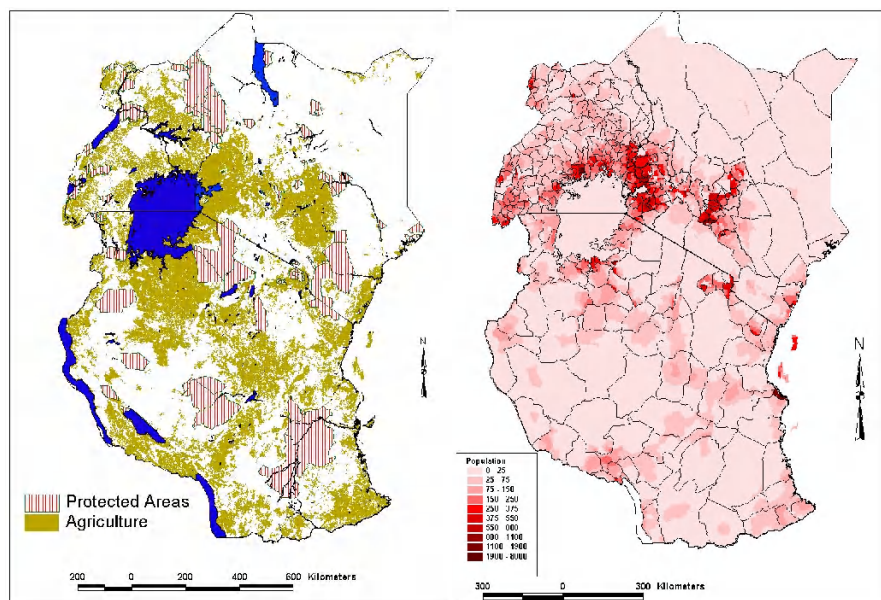 Protected Areas
Agriculture
200 0 200 400 600 Kilometers
N
Population
0 25
25 75
75 - 150
150 250
250 375
375 550
550 800
800 1100
1100 1900
1900 - 8000
N
300 0 300 Kilometers